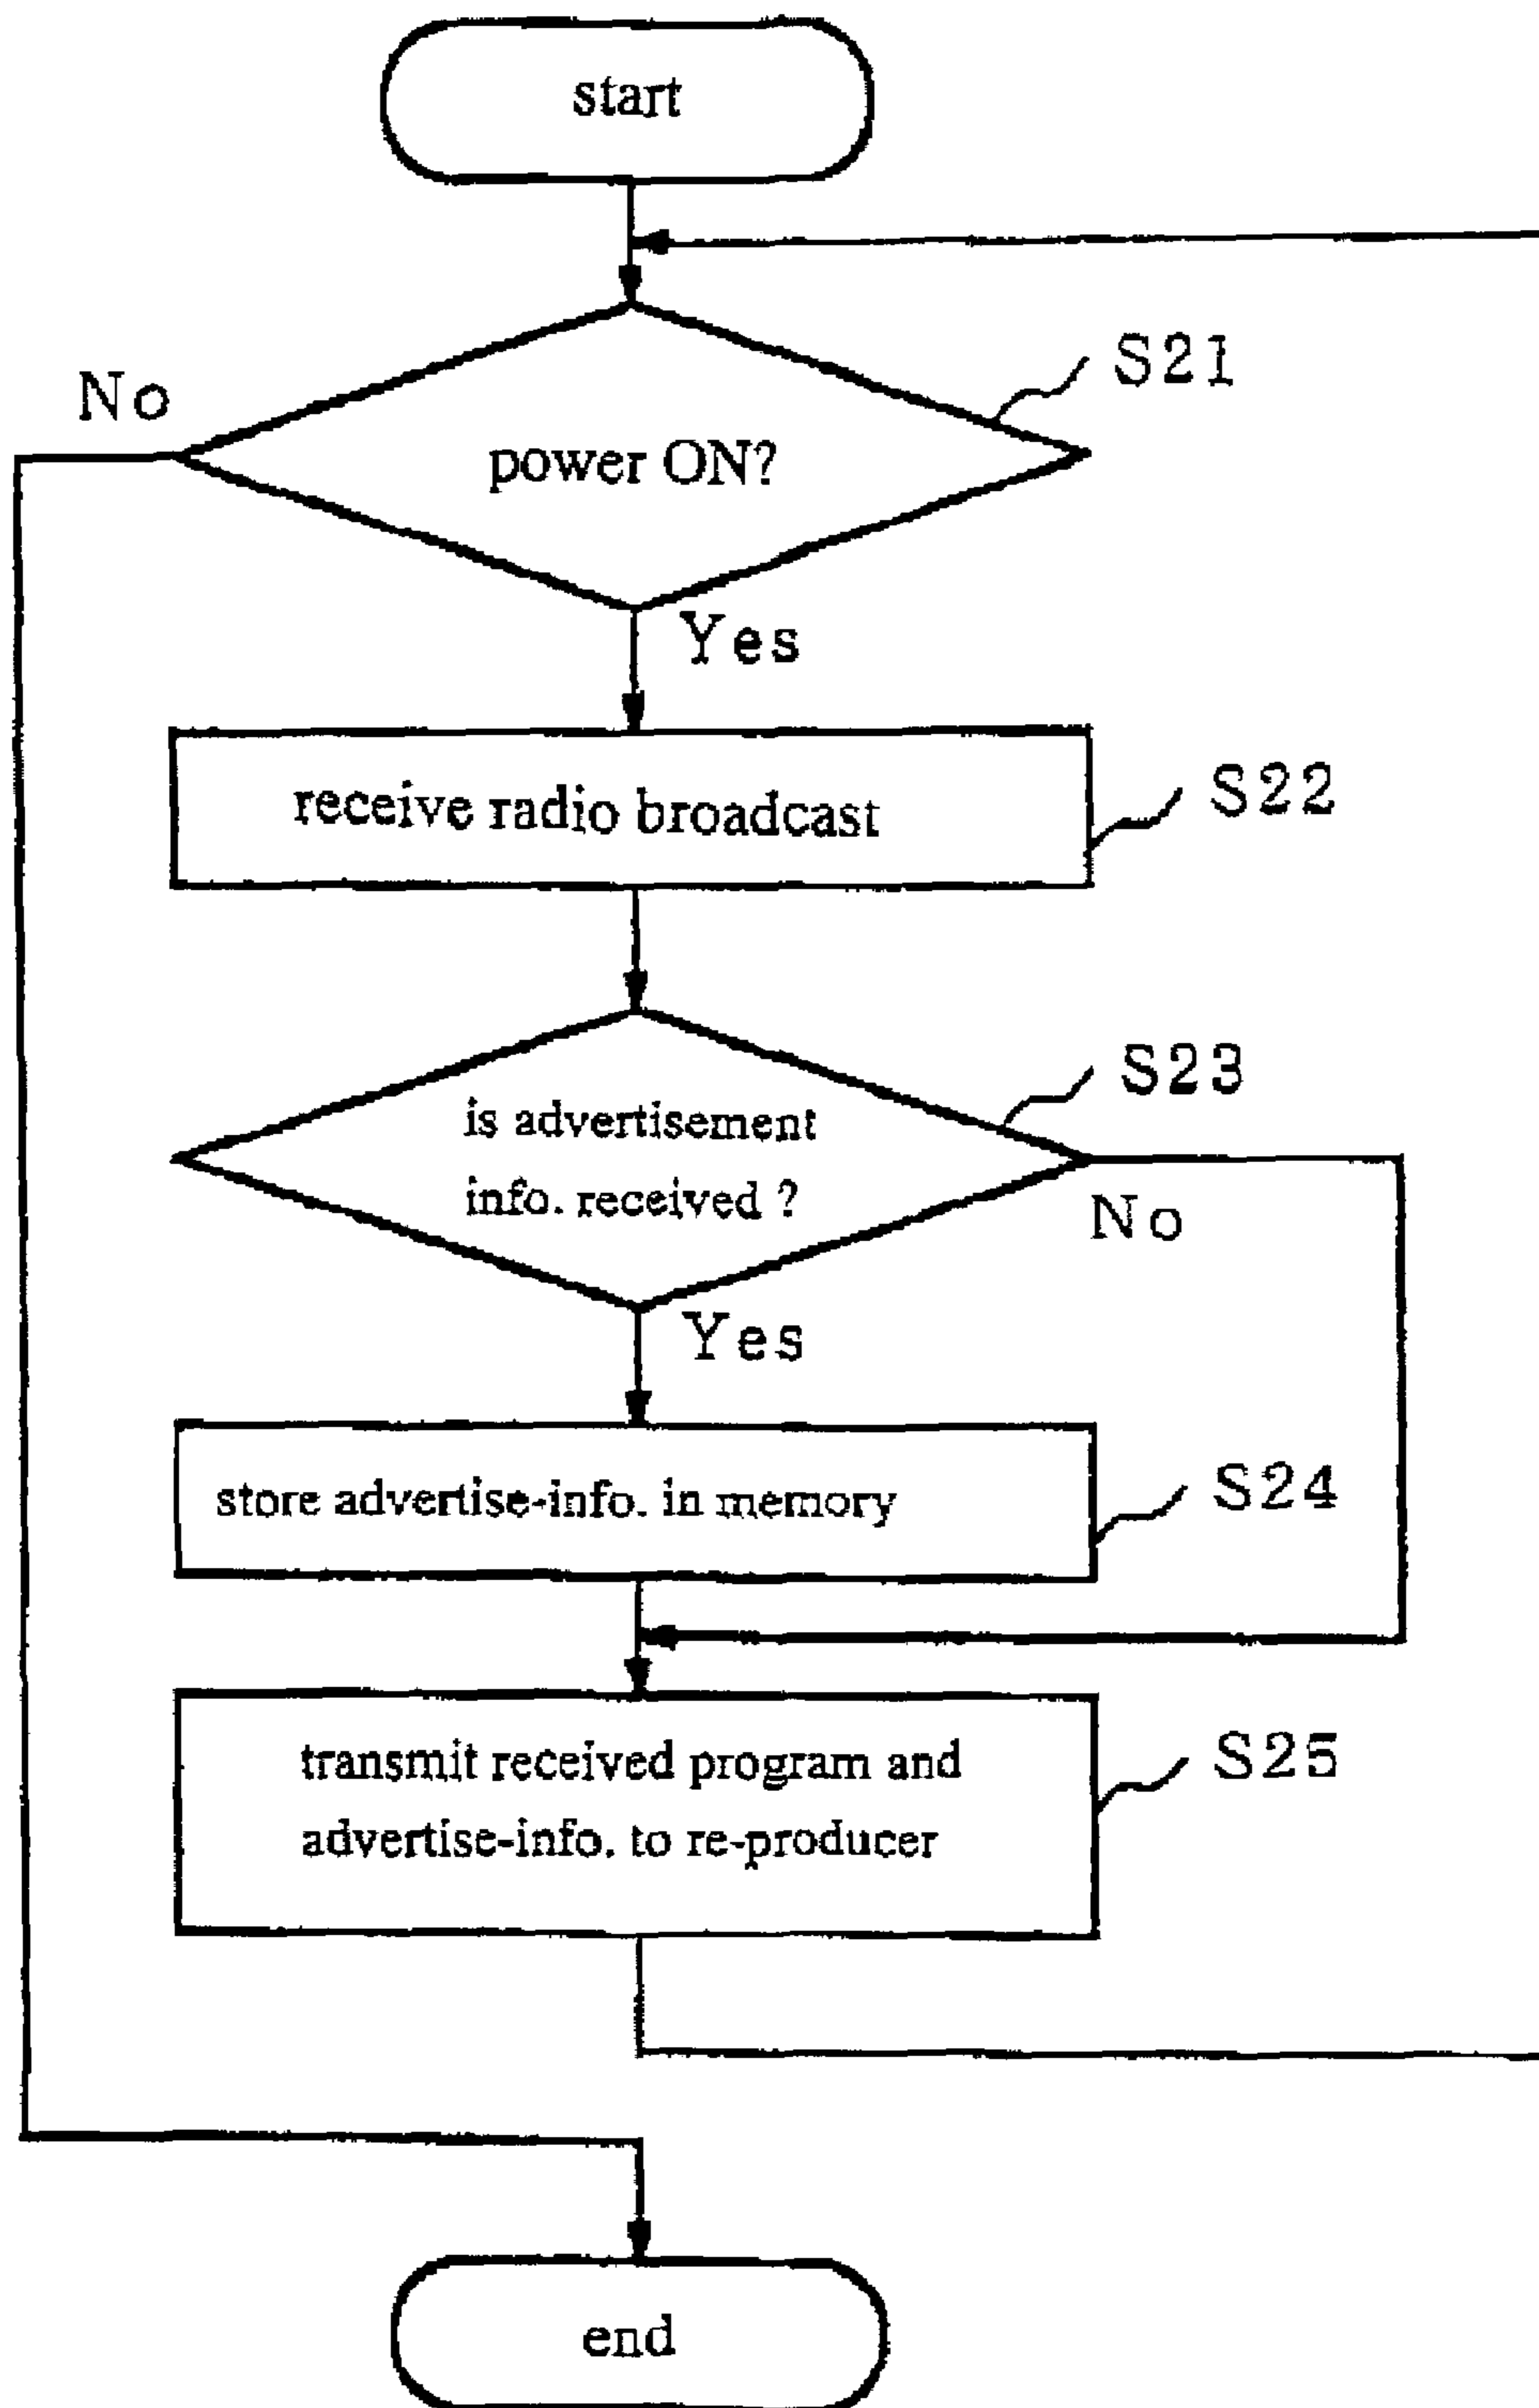 start
S21
No
power ON?
Yes
receive radio broadcast
S22
S23
is advertisement
info. received ?
No
Yes
store advertise-info. in memory
S24
transmit received program and
advertise-info. to re-producer
S25
end